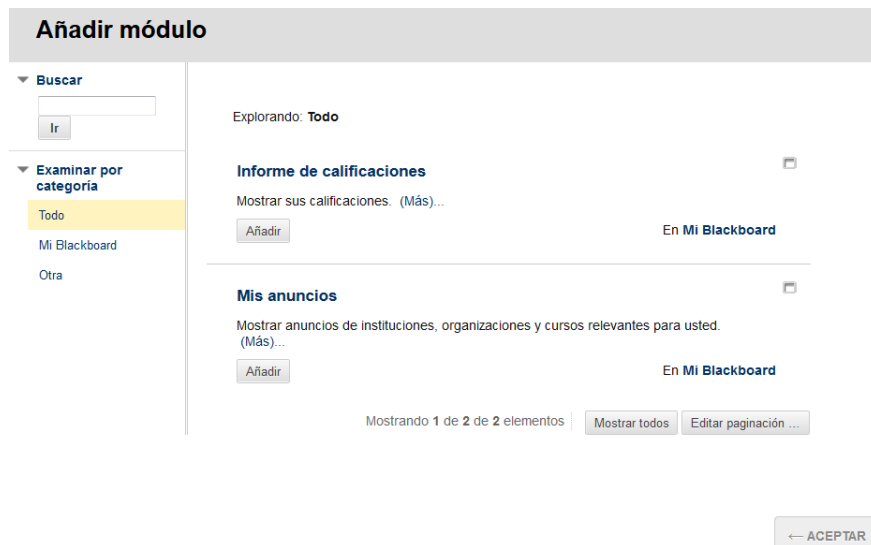 Añadir módulo
Buscar
Ir
Examinar por
categoría
Todo
Mi Blackboard
Otra
Explorando: Todo
Informe de calificaciones
Mostrar sus calificaciones. (Más)...
Añadir
En Mi Blackboard
Mis anuncios
Mostrar anuncios de instituciones, organizaciones y cursos relevantes para usted.
(Más)...
Añadir
En Mi Blackboard
Mostrando 1 de 2 de 2 elementos
Mostrar todos
Editar paginación ...
← ACEPTAR